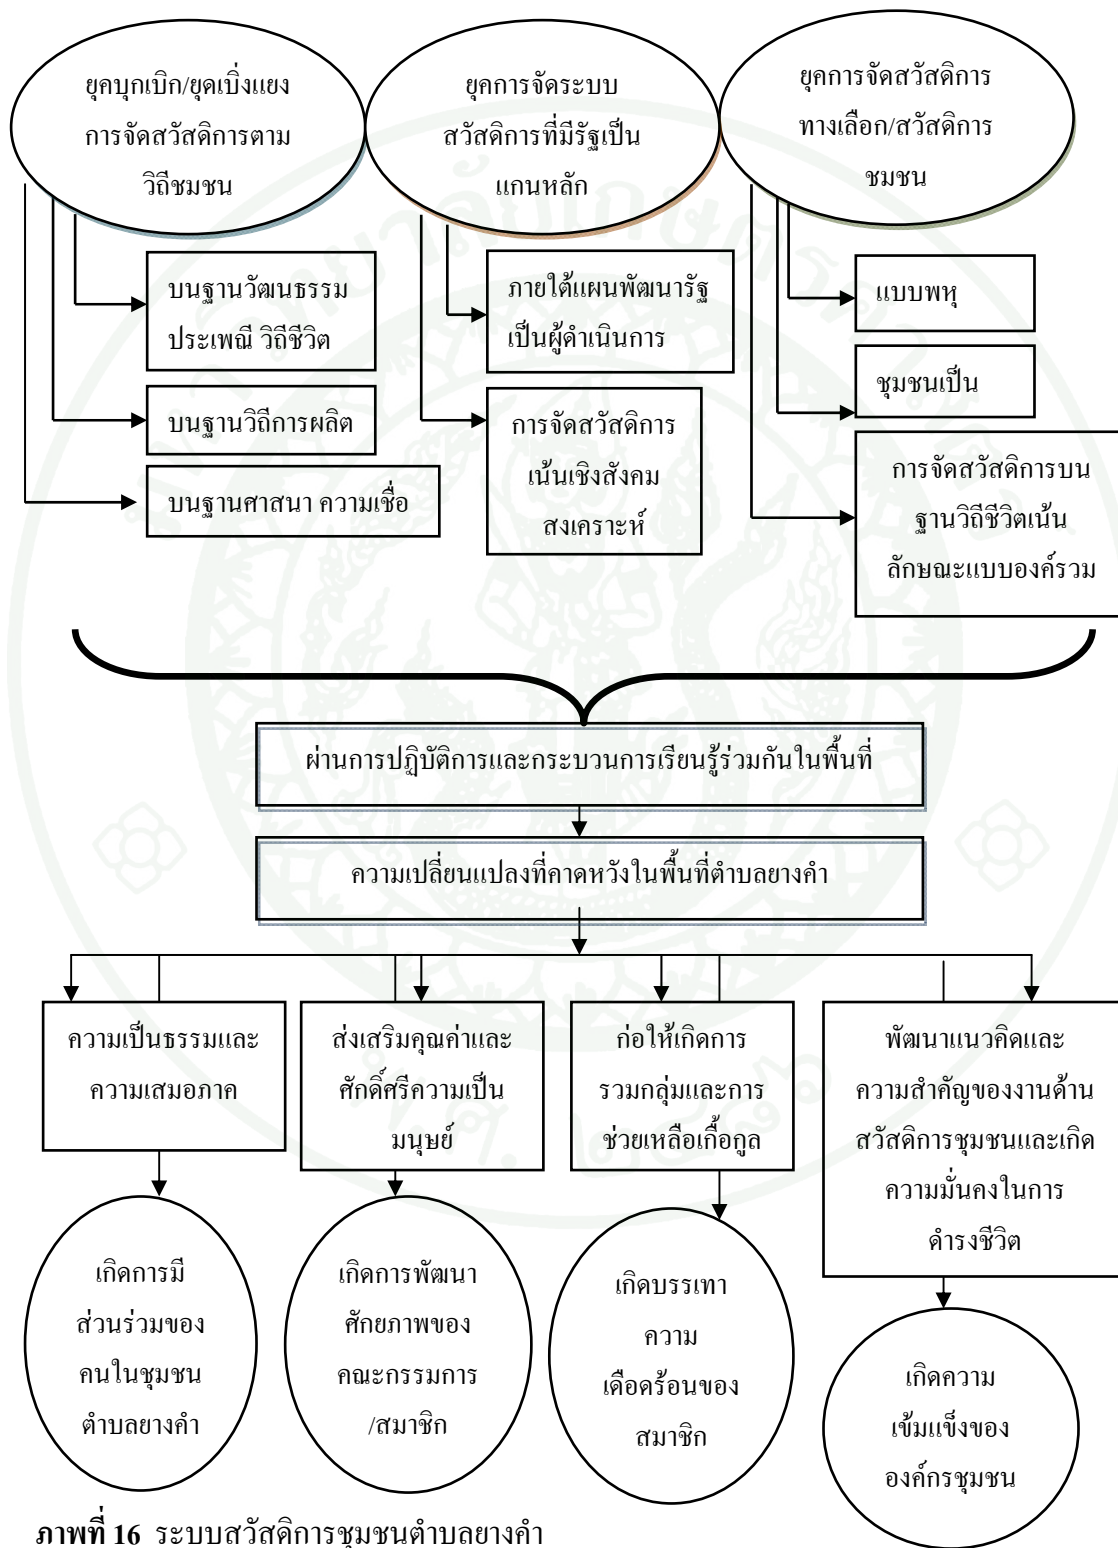 ยุคบุกเบิก/ยุดเบิ่งแยง
การจัดสวัสดิการตาม
วิถีชมชน
ยุคการจัดระบบ
สวัสดิการที่มีรัฐเป็น
แกนหลัก
ยุคการจัดสวัสดิการ
ทางเลือก/สวัสดิการ
ชมชน
บนฐานวัฒนธรรม
ประเพณี วิถีชีวิต
บนฐานวิถีการผลิต
บนฐานศาสนา ความเชื่อ
ภายใต้แผนพัฒนารัฐ
เป็นผู้ดำเนินการ
การจัดสวัสดิการ
เน้นเชิงสังคม
สงเคราะห์
แบบพหุ
ชุมชนเป็น
การจัดสวัสดิการบน
ฐานวิถีชีวิตเน้น
ลักษณะแบบองค์รวม
ผ่านการปฏิบัติการและกระบวนการเรียนรู้ร่วมกันในพื้นที่
ความเปลี่ยนแปลงที่คาดหวังในพื้นที่ตำบลยางคำ
ความเป็นธรรมและ
ความเสมอภาค
ส่งเสริมคุณค่าและ
ศักดิ์ศรีความเป็น
มนุษย์
ก่อให้เกิดการ
รวมกลุ่มและการ
ช่วยเหลือเกื้อกูล
พัฒนาแนวคิดและ
ความสำคัญของงานด้าน
สวัสดิการชุมชนและเกิด
ความมั่นคงในการ
ดำรงชีวิต
เกิดการมี
ส่วนร่วมของ
คนในชุมชน
ตำบลยางคำ
เกิดการพัฒนา
ศักยภาพของ
คณะกรรมการ
/สมาชิก
เกิดบรรเทา
ความ
เดือดร้อนของ
สมาชิก
เกิดความ
เข้มแข็งของ
องค์กรชุมชน
ภาพที่ 16 ระบบสวัสดิการชุมชนตำบลยางคำ
มหาวิทยาลัยเกษตรศาสตร์
พ.ศ. ๒๔๘๖